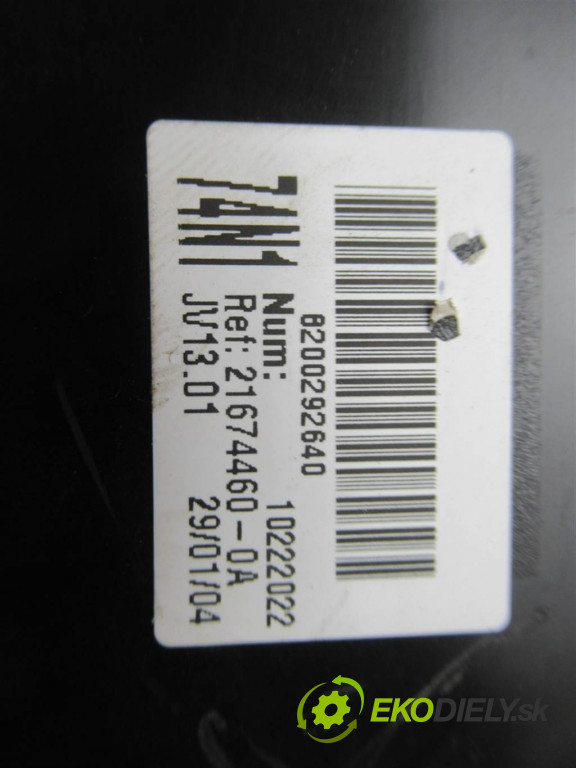 8200292640
74N1
Num: 10222022
Ref: 21674460-0A
JV13.01 29/01/04
EKODIELY.sk